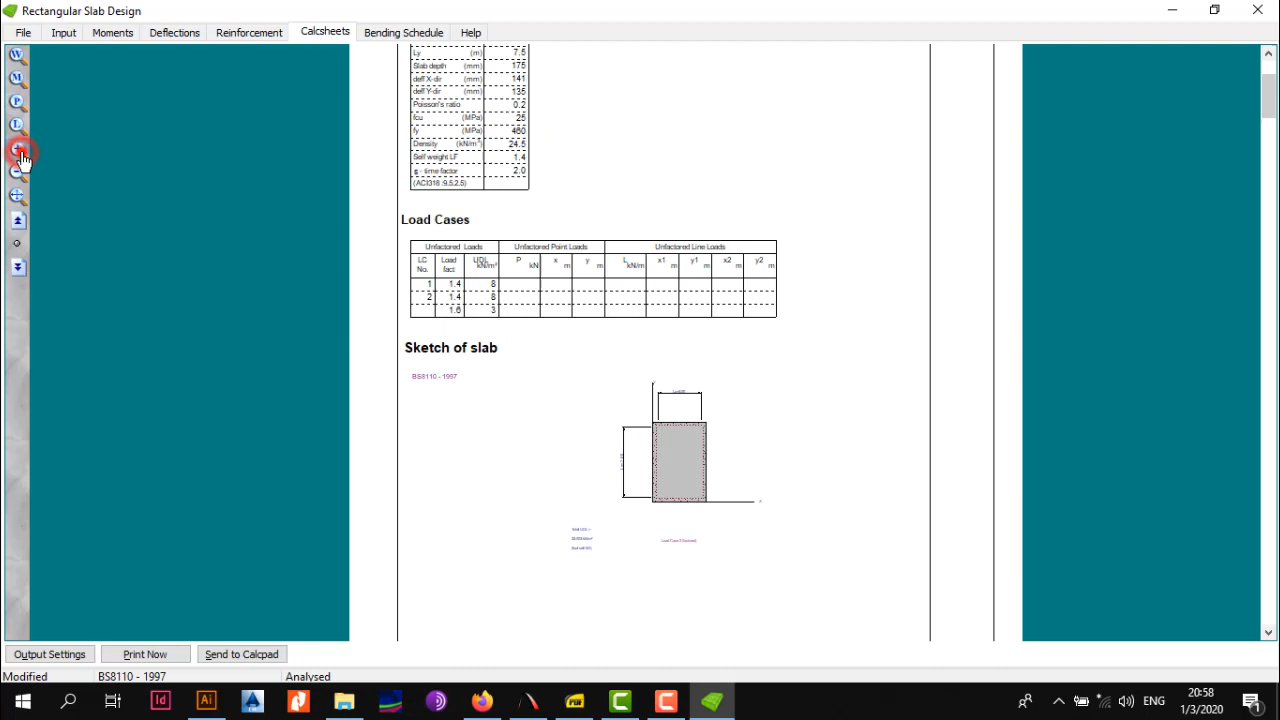 Rectangular Slab Design
File Input Moments Deflections Reinforcement Calcsheets Bending Schedule Help
W
M
P
L
Ly (m) 7.5
Slab depth (mm) 175
deff X-dir (mm) 141
deff Y-dir (mm) 135
Poisson's ratio 0.2
fcu (MPa) 25
fy (MPa) 460
Density (kN/m³) 24.5
Self weight LF 1.4
ε - time factor 2.0
(ACI318 :9.5.2.5)
Load Cases
Unfactored Loads Unfactored Point Loads Unfactored Line Loads
LC Load UDL P x y L x1 y1 x2 y2
No. fact kN/m² kN m m kN/m m m m m
1 1.4 8
2 1.4 8
1.6 3
Sketch of slab
BS8110 - 1997
Output Settings Print Now Send to Calcpad
Modified BS8110 - 1997 Analysed
Id Ai PDF C C ENG 20:58
1/3/2020 1